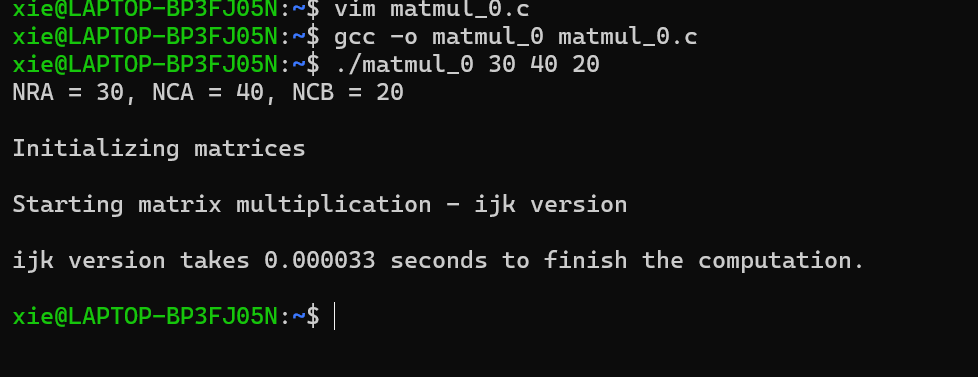 xie@LAPTOP-BP3FJ05N:~$ vim matmul_0.c
xie@LAPTOP-BP3FJ05N:~$ gcc -o matmul_0 matmul_0.c
xie@LAPTOP-BP3FJ05N:~$ ./matmul_0 30 40 20
NRA = 30, NCA = 40, NCB = 20
Initializing matrices
Starting matrix multiplication - ijk version
ijk version takes 0.000033 seconds to finish the computation.
xie@LAPTOP-BP3FJ05N:~$